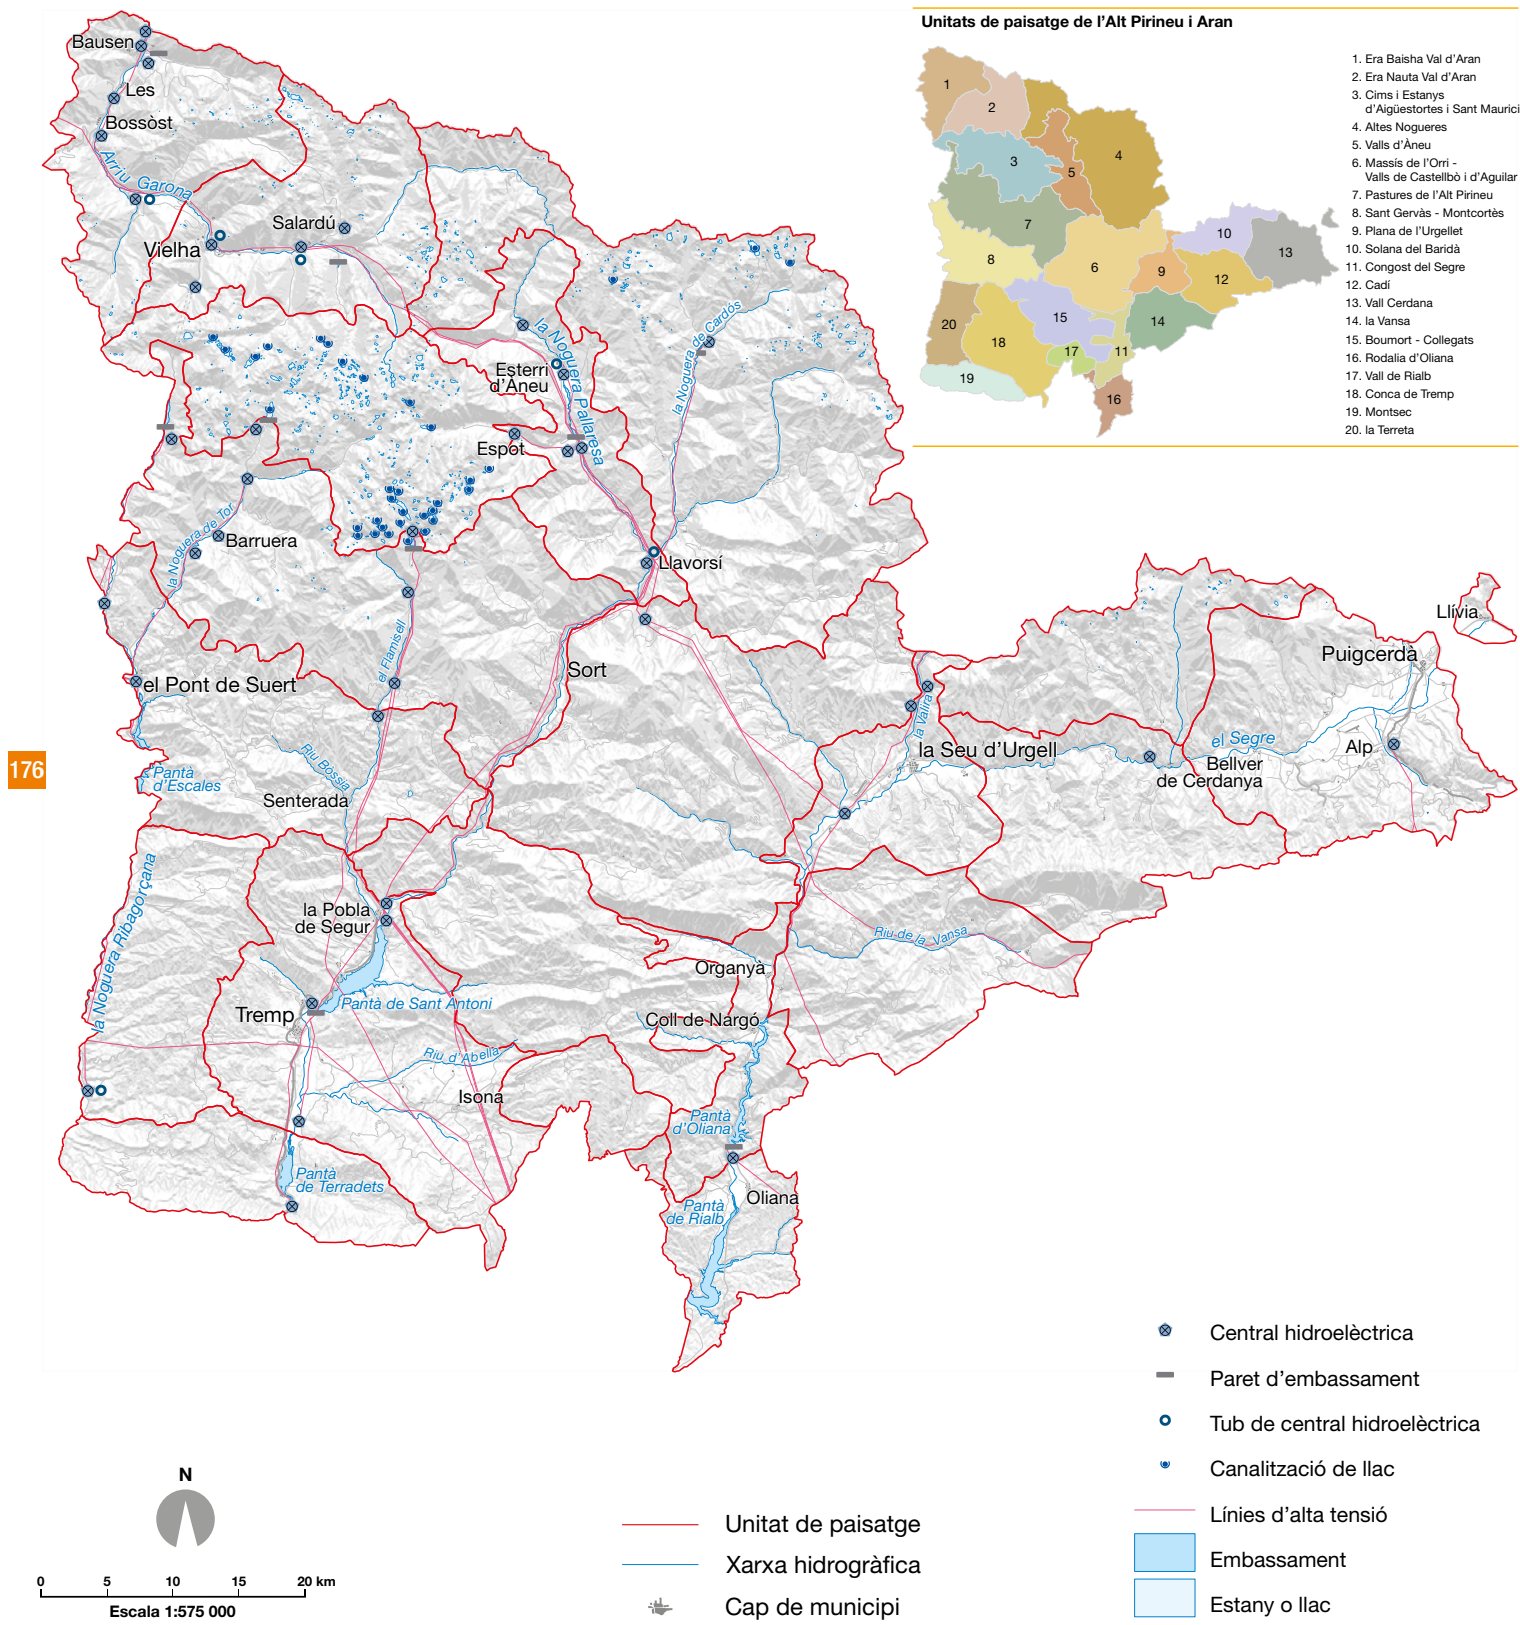 Unitats de paisatge de l'Alt Pirineu i Aran
1
2
3
4
5
6
7
8
9
10
11
12
13
14
15
16
17
18
19
20
1. Era Baisha Val d'Aran
2. Era Nauta Val d'Aran
3. Cims i Estanys
d'Aigüestortes i Sant Maurici
4. Altes Nogueres
5. Valls d'Àneu
6. Massís de l'Orri -
Valls de Castellbò i d'Aguilar
7. Pastures de l'Alt Pirineu
8. Sant Gervàs - Montcortès
9. Plana de l'Urgellet
10. Solana del Baridà
11. Congost del Segre
12. Cadí
13. Vall Cerdana
14. la Vansa
15. Boumort - Collegats
16. Rodalia d'Oliana
17. Vall de Rialb
18. Conca de Tremp
19. Montsec
20. la Terreta
Bausen
Les
Bossòst
Arriu Garona
Salardú
Vielha
la Noguera Pallaresa
la Noguera de Cardós
Esterri
d'Àneu
Espot
la Noguera de Tor
Barruera
Llavorsí
el Flamisell
Sort
el Pont de Suert
Llívia
Puigcerdà
la Valira
la Seu d'Urgell
el Segre
Alp
Bellver
de Cerdanya
176
Riu Bòssia
Pantà
d'Escales
Senterada
la Noguera Ribagorçana
la Pobla
de Segur
Riu de la Vansa
Organyà
Pantà de Sant Antoni
Tremp
Coll de Nargó
Riu d'Abella
Isona
Pantà
d'Oliana
Pantà
de Terradets
Oliana
Pantà
de Rialb
Central hidroelèctrica
Paret d'embassament
Tub de central hidroelèctrica
Canalització de llac
Línies d'alta tensió
Embassament
Estany o llac
Unitat de paisatge
Xarxa hidrogràfica
Cap de municipi
N
0 5 10 15 20 km
Escala 1:575 000